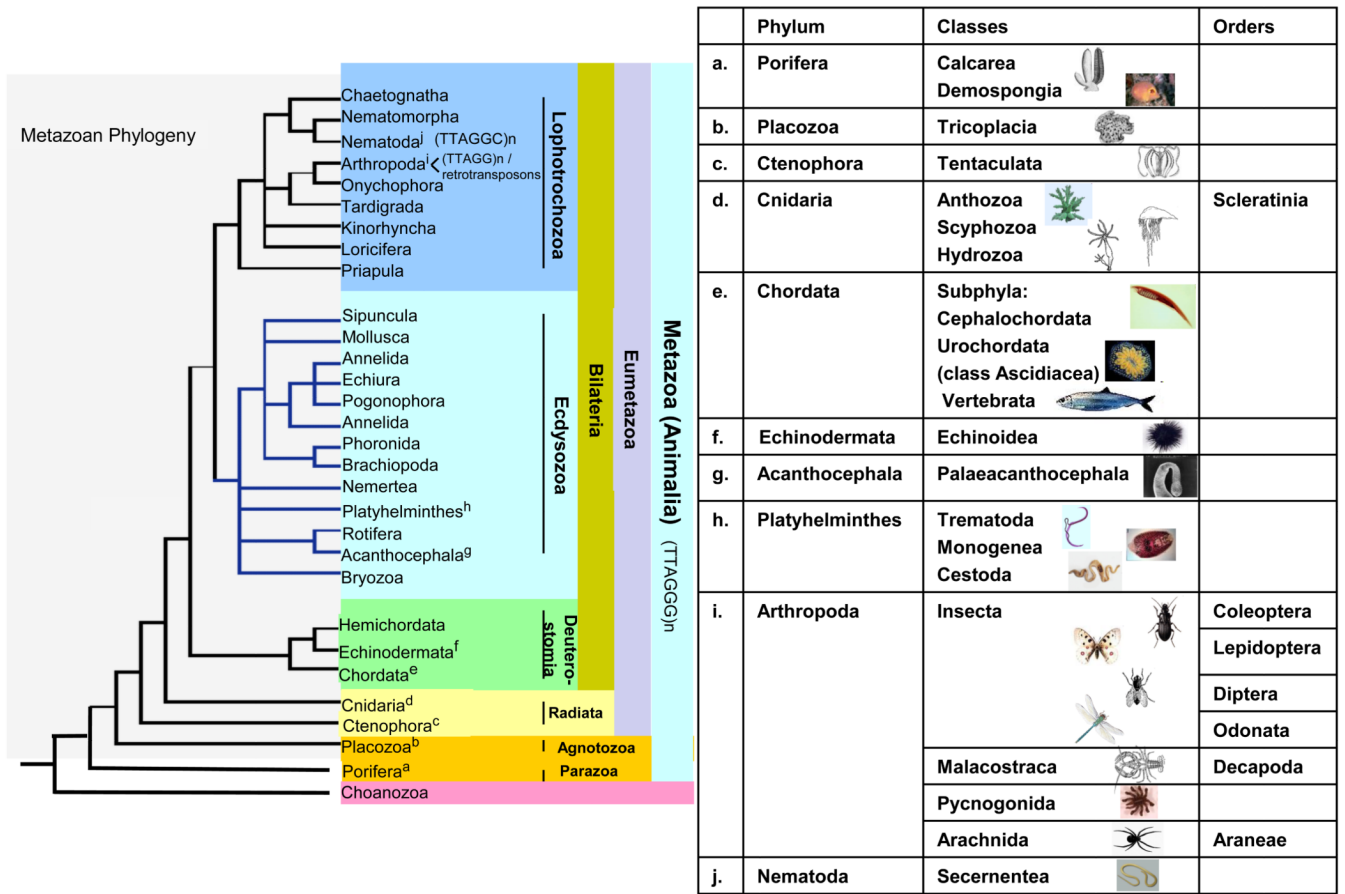 Metazoan Phylogeny
Chaetognatha
Nematomorpha
Nematoda^j (TTAGGC)n
Arthropoda^i < (TTAGG)n /
retrotransposons
Onychophora
Tardigrada
Kinorhyncha
Loricifera
Priapula
Lophotrochozoa
Sipuncula
Mollusca
Annelida
Echiura
Pogonophora
Annelida
Phoronida
Brachiopoda
Nemertea
Platyhelminthes^h
Rotifera
Acanthocephala^g
Bryozoa
Ecdysozoa
Hemichordata
Echinodermata^f
Chordata^e
Deutero-
stomia
Bilateria
Cnidaria^d
Ctenophora^c
Radiata
Eumetazoa
Placozoa^b
Agnotozoa
Porifera^a
Parazoa
Metazoa (Animalia) (TTAGGG)n
Choanozoa
Phylum Classes Orders
a. Porifera Calcarea
Demospongia
b. Placozoa Tricoplacia
c. Ctenophora Tentaculata
d. Cnidaria Anthozoa Scleratinia
Scyphozoa
Hydrozoa
e. Chordata Subphyla:
Cephalochordata
Urochordata
(class Ascidiacea)
Vertebrata
f. Echinodermata Echinoidea
g. Acanthocephala Palaeacanthocephala
h. Platyhelminthes Trematoda
Monogenea
Cestoda
i. Arthropoda Insecta Coleoptera
Lepidoptera
Diptera
Odonata
Malacostraca Decapoda
Pycnogonida
Arachnida Araneae
j. Nematoda Secernentea